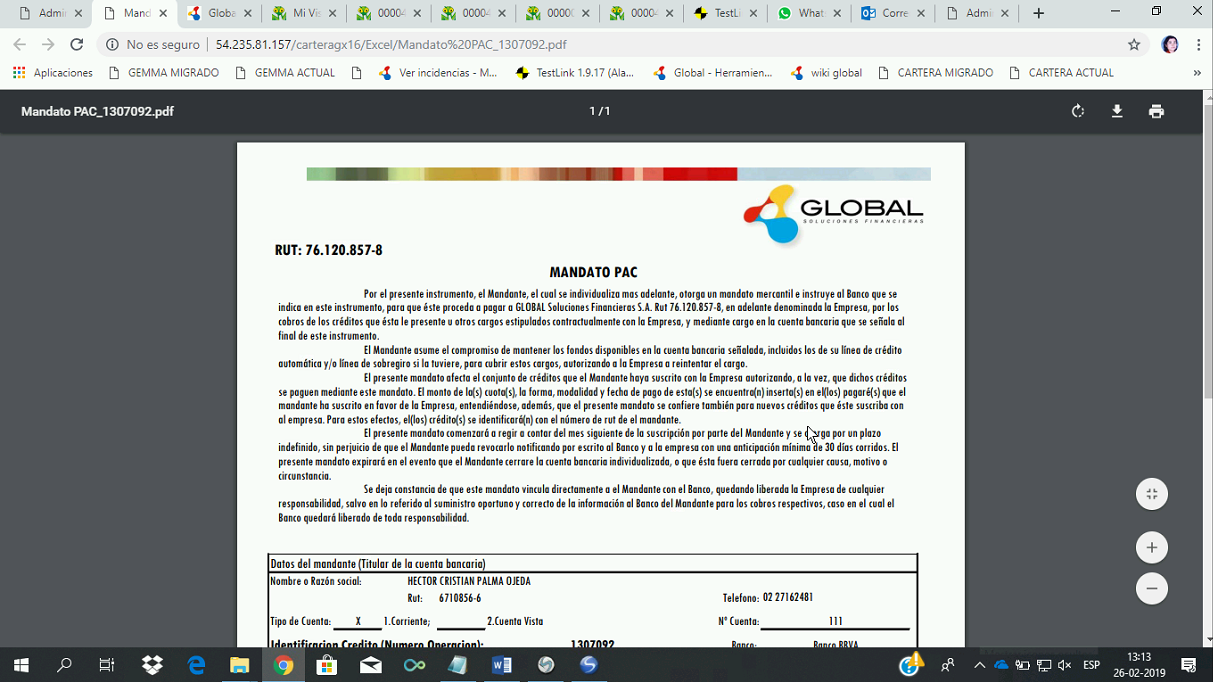 Admin
Mand
Globa
Mi Vis
00004
00004
0000
0000
TestLi
Whats
Corre
Admin
No es seguro | 54.235.81.157/carteragx16/Excel/Mandato%20PAC_1307092.pdf
Aplicaciones GEMMA MIGRADO GEMMA ACTUAL Ver incidencias - M... TestLink 1.9.17 (Ala... Global - Herramien... wiki global CARTERA MIGRADO CARTERA ACTUAL »
Mandato PAC_1307092.pdf 1 / 1
GLOBAL
SOLUCIONES FINANCIERAS
RUT: 76.120.857-8
MANDATO PAC
Por el presente instrumento, el Mandante, el cual se individualiza mas adelante, otorga un mandato mercantil e instruye al Banco que se
indica en este instrumento, para que éste proceda a pagar a GLOBAL Soluciones Financieras S.A. Rut 76.120.857-8, en adelante denominada la Empresa, por los
cobros de los créditos que ésta le presente u otros cargos estipulados contractualmente con la Empresa, y mediante cargo en la cuenta bancaria que se señala al
final de este instrumento.
El Mandante asume el compromiso de mantener los fondos disponibles en la cuenta bancaria señalada, incluidos los de su línea de crédito
automática y/o línea de sobregiro si la tuviere, para cubrir estos cargos, autorizando a la Empresa a reintentar el cargo.
El presente mandato afecta el conjunto de créditos que el Mandante haya suscrito con la Empresa autorizando, a la vez, que dichos créditos
se paguen mediante este mandato. El monto de la(s) cuota(s), la forma, modalidad y fecha de pago de esta(s) se encuentra(n) inserta(s) en el(los) pagaré(s) que el
mandante ha suscrito en favor de la Empresa, entendiéndose, además, que el presente mandato se confiere también para nuevos créditos que éste suscriba con
al empresa. Para estos efectos, el(los) crédito(s) se identificará(n) con el número de rut de el mandante.
El presente mandato comenzará a regir a contar del mes siguiente de la suscripción por parte del Mandante y se por un plazo
indefinido, sin perjuicio de que el Mandante pueda revocarlo notificando por escrito al Banco y a la empresa con una anticipación mínima de 30 días corridos. El
presente mandato expirará en el evento que el Mandante cerrare la cuenta bancaria individualizada, o que ésta fuera cerrada por cualquier causa, motivo o
circunstancia.
Se deja constancia de que este mandato vincula directamente a el Mandante con el Banco, quedando liberada la Empresa de cualquier
responsabilidad, salvo en lo referido al suministro oportuno y correcto de la información al Banco del Mandante para los cobros respectivos, caso en el cual el
Banco quedará liberado de toda responsabilidad.
Datos del mandante (Titular de la cuenta bancaria)
Nombre o Razón social: HECTOR CRISTIAN PALMA OJEDA
Rut: 6710856-6 Telefono: 02 27162481
Tipo de Cuenta: X 1.Corriente; 2.Cuenta Vista Nº Cuenta: 111
Identificacion Credito (Numero Operacion): 1307092 Banco: Banco BBVA
ESP
13:13
26-02-2019